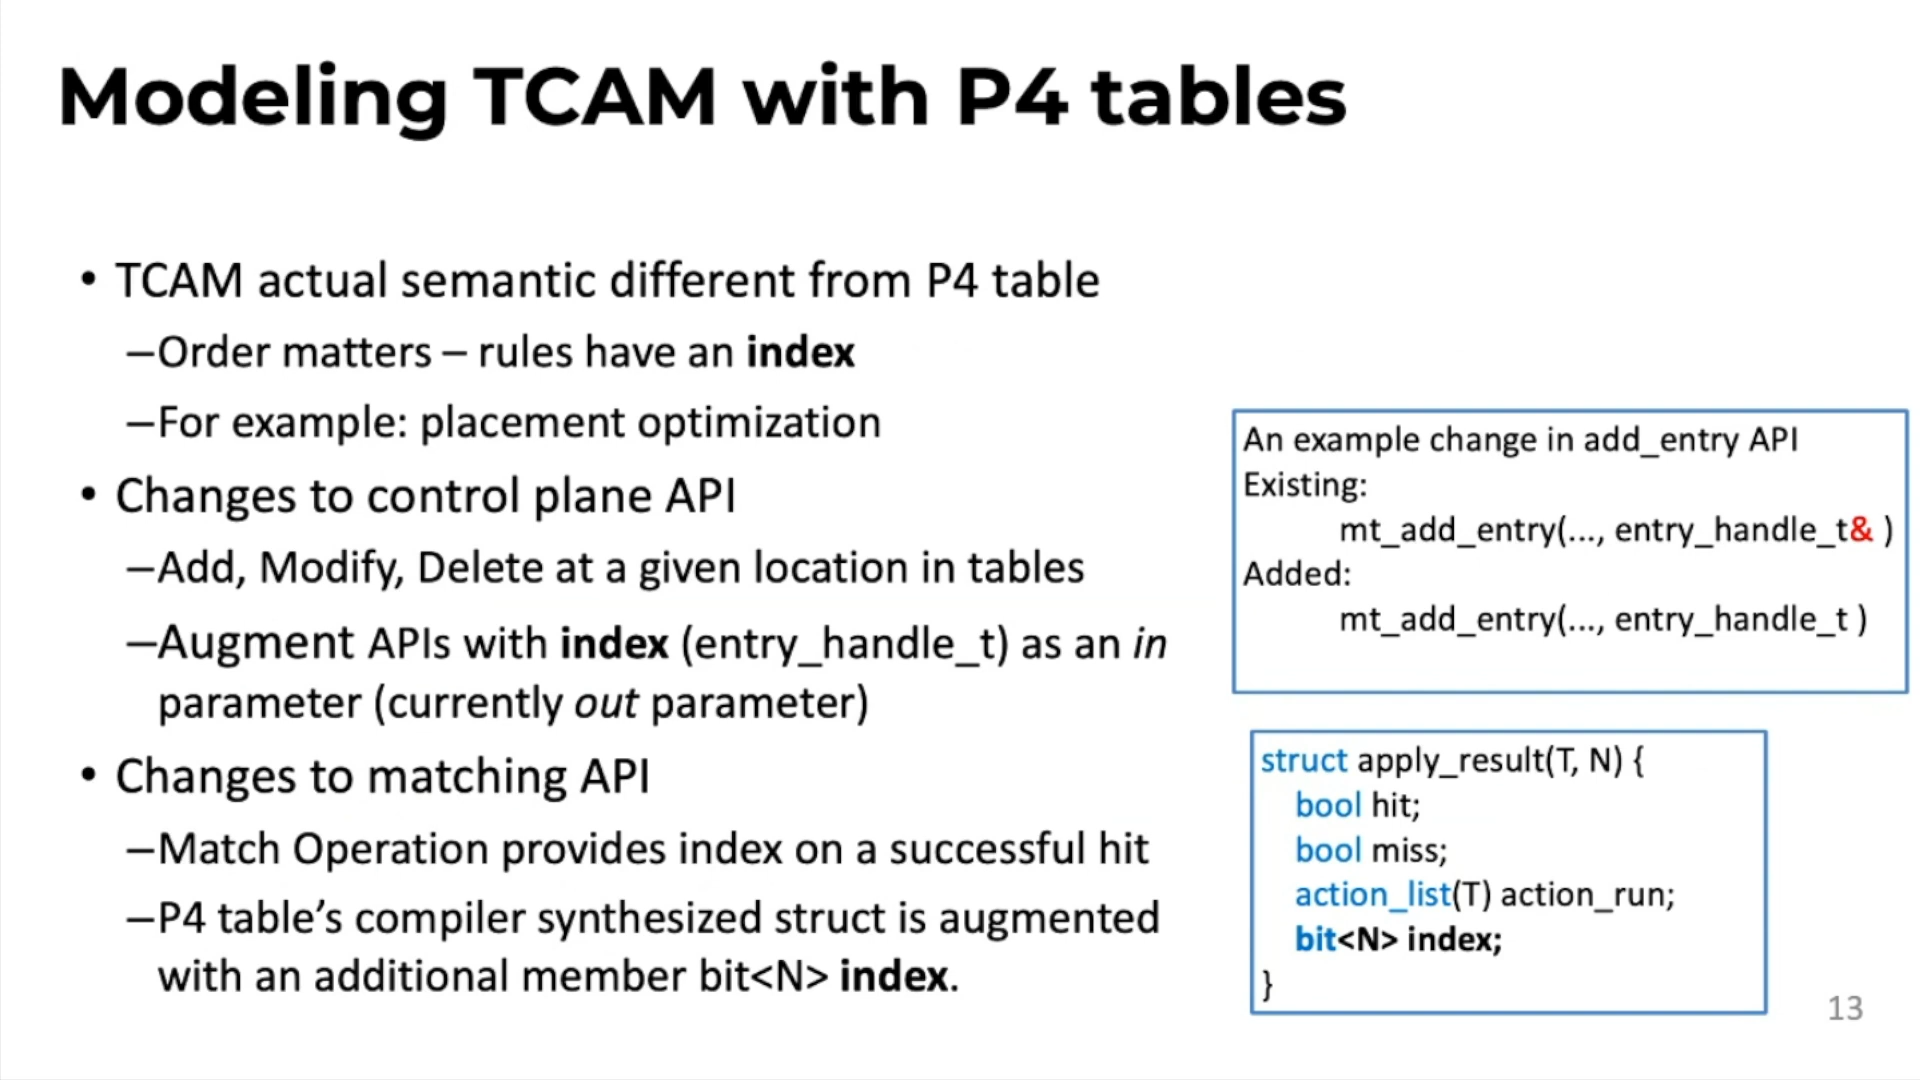 Modeling TCAM with P4 tables
• TCAM actual semantic different from P4 table
–Order matters – rules have an index
–For example: placement optimization
• Changes to control plane API
–Add, Modify, Delete at a given location in tables
–Augment APIs with index (entry_handle_t) as an in
parameter (currently out parameter)
• Changes to matching API
–Match Operation provides index on a successful hit
–P4 table’s compiler synthesized struct is augmented
with an additional member bit<N> index.
An example change in add_entry API
Existing:
mt_add_entry(..., entry_handle_t& )
Added:
mt_add_entry(..., entry_handle_t )
struct apply_result(T, N) {
bool hit;
bool miss;
action_list(T) action_run;
bit<N> index;
}
13